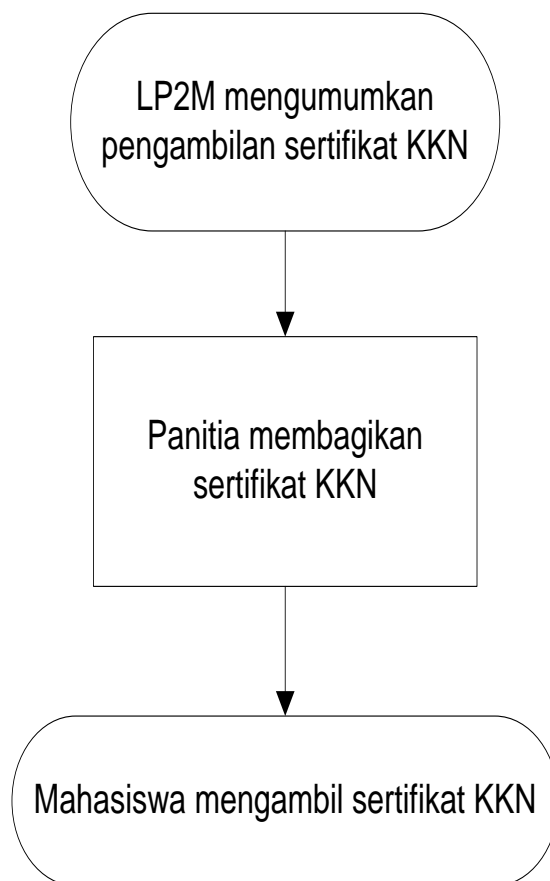 LP2M mengumumkan
pengambilan sertifikat KKN
Panitia membagikan
sertifikat KKN
Mahasiswa mengambil sertifikat KKN